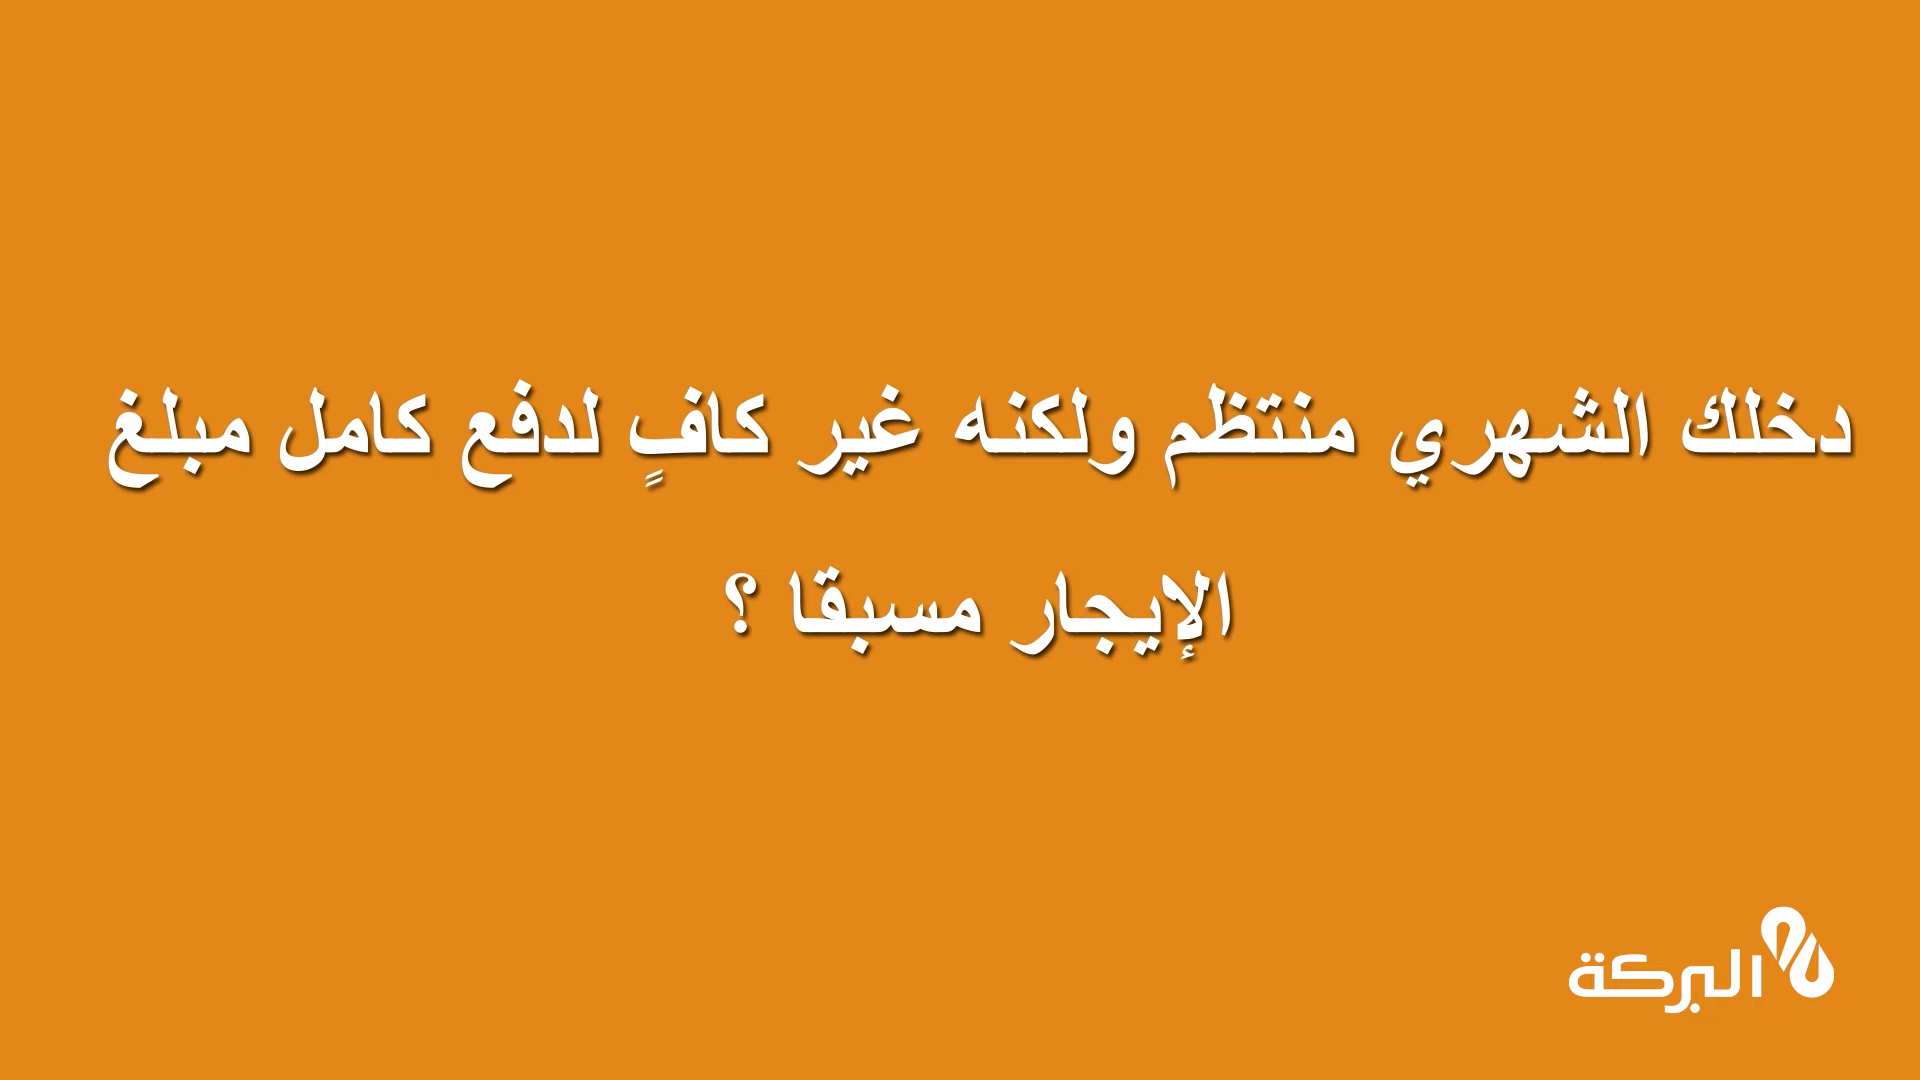 دخلك الشهري منتظم ولكنه غير كافٍ لدفع كامل مبلغ
الإيجار مسبقا ؟
البركة